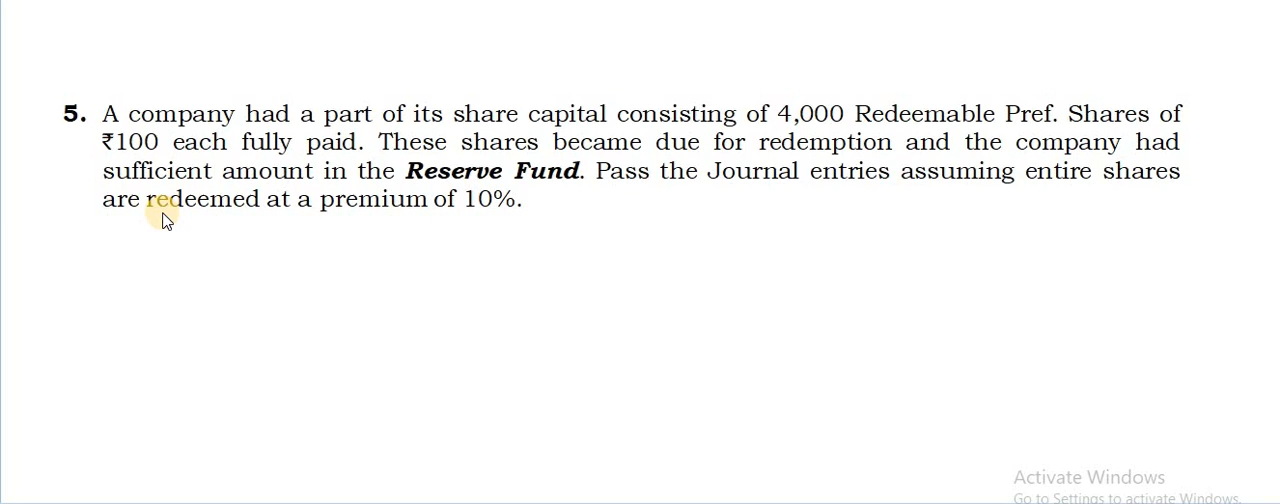 5. A company had a part of its share capital consisting of 4,000 Redeemable Pref. Shares of
₹100 each fully paid. These shares became due for redemption and the company had
sufficient amount in the Reserve Fund. Pass the Journal entries assuming entire shares
are redeemed at a premium of 10%.
Activate Windows
Go to Settings to activate Windows.